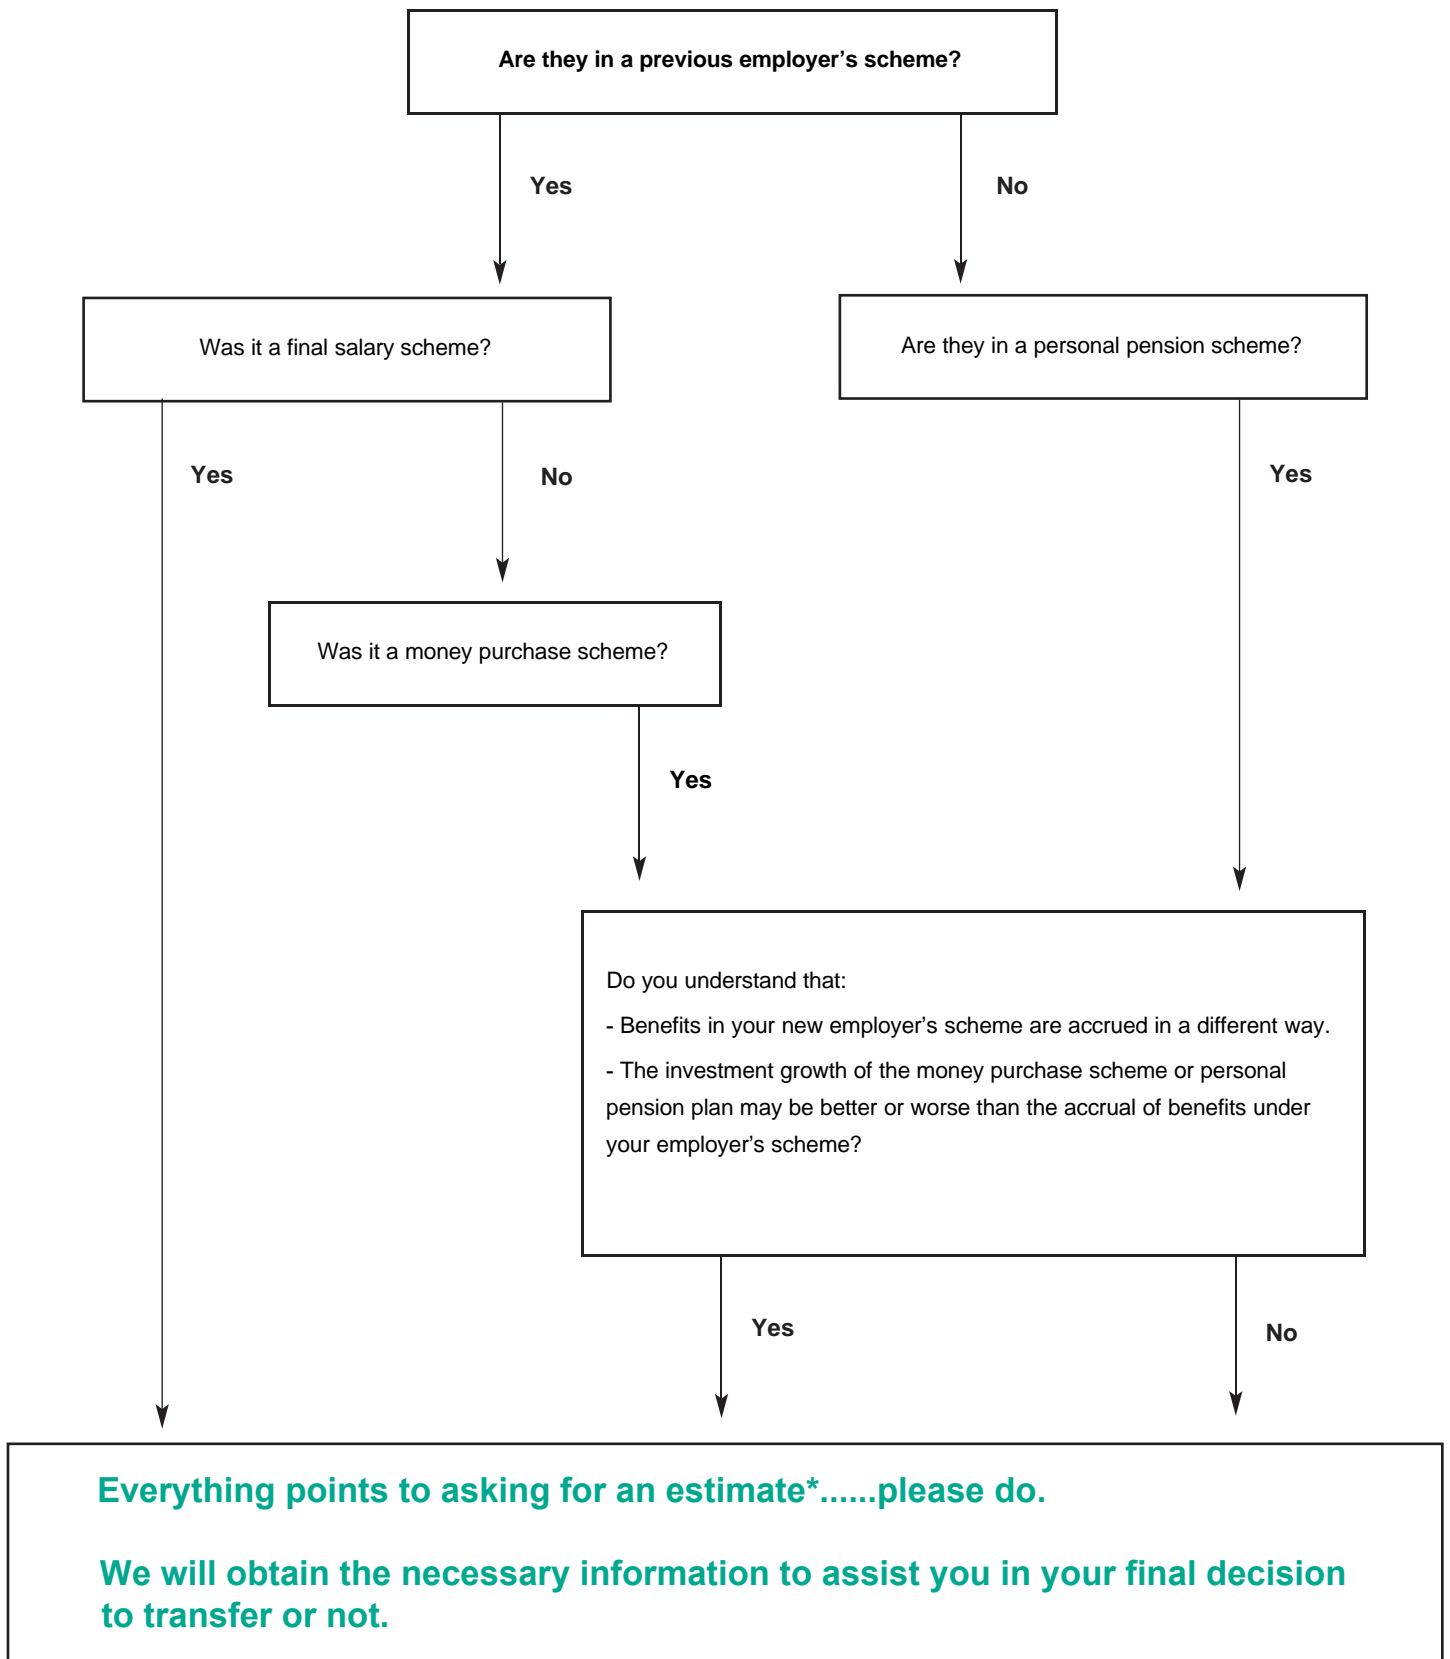 Are they in a previous employer’s scheme?
Yes
No
Was it a final salary scheme?
Are they in a personal pension scheme?
Yes
No
Yes
Was it a money purchase scheme?
Yes
Do you understand that:
- Benefits in your new employer’s scheme are accrued in a different way.
- The investment growth of the money purchase scheme or personal
pension plan may be better or worse than the accrual of benefits under
your employer’s scheme?
Yes
No
Everything points to asking for an estimate*......please do.
We will obtain the necessary information to assist you in your final decision
to transfer or not.